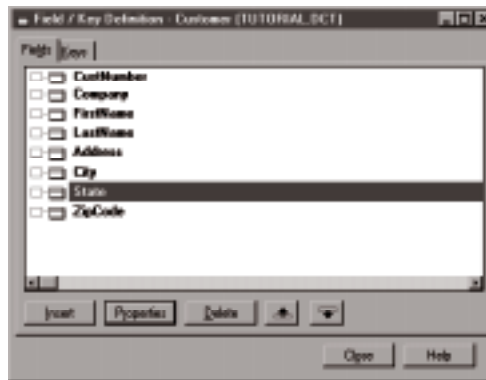 Field / Key Definition - Customer (TUTORIAL.DCT)
Fields Keys
CustNumber
Company
FirstName
LastName
Address
City
State
ZipCode
Insert Properties Delete
Close Help